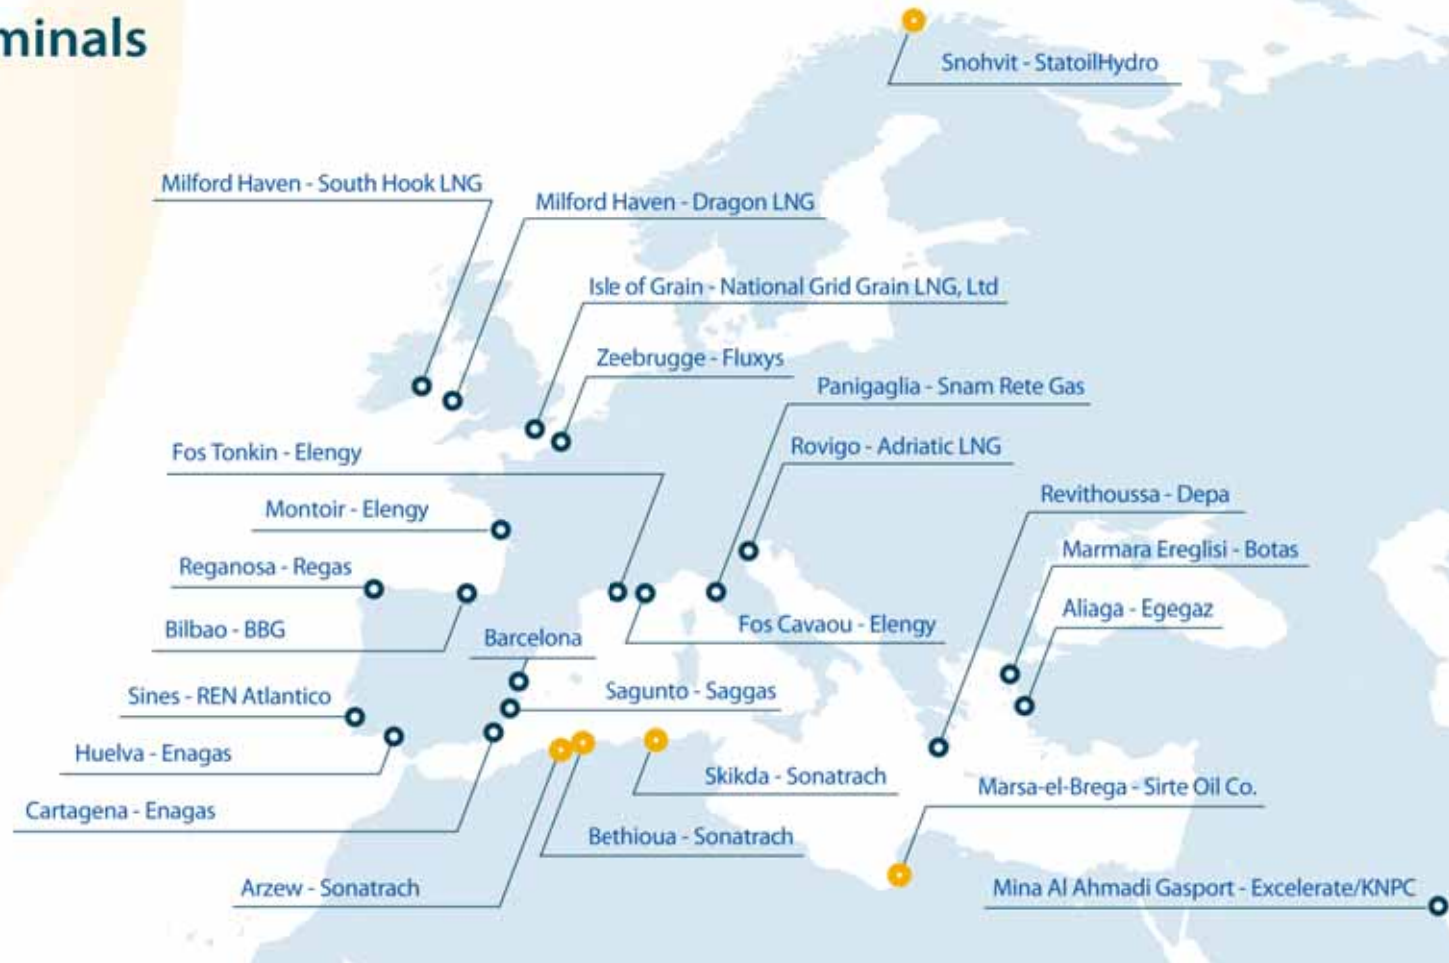 minals
Snohvit - StatoilHydro
Milford Haven - South Hook LNG
Milford Haven - Dragon LNG
Isle of Grain - National Grid Grain LNG, Ltd
Zeebrugge - Fluxys
Panigaglia - Snam Rete Gas
Fos Tonkin - Elengy
Rovigo - Adriatic LNG
Revithoussa - Depa
Montoir - Elengy
Marmara Ereglisi - Botas
Reganosa - Regas
Aliaga - Egegaz
Bilbao - BBG
Fos Cavaou - Elengy
Barcelona
Sines - REN Atlantico
Sagunto - Saggas
Huelva - Enagas
Skikda - Sonatrach
Marsa-el-Brega - Sirte Oil Co.
Cartagena - Enagas
Bethioua - Sonatrach
Arzew - Sonatrach
Mina Al Ahmadi Gasport - Excelerate/KNPC